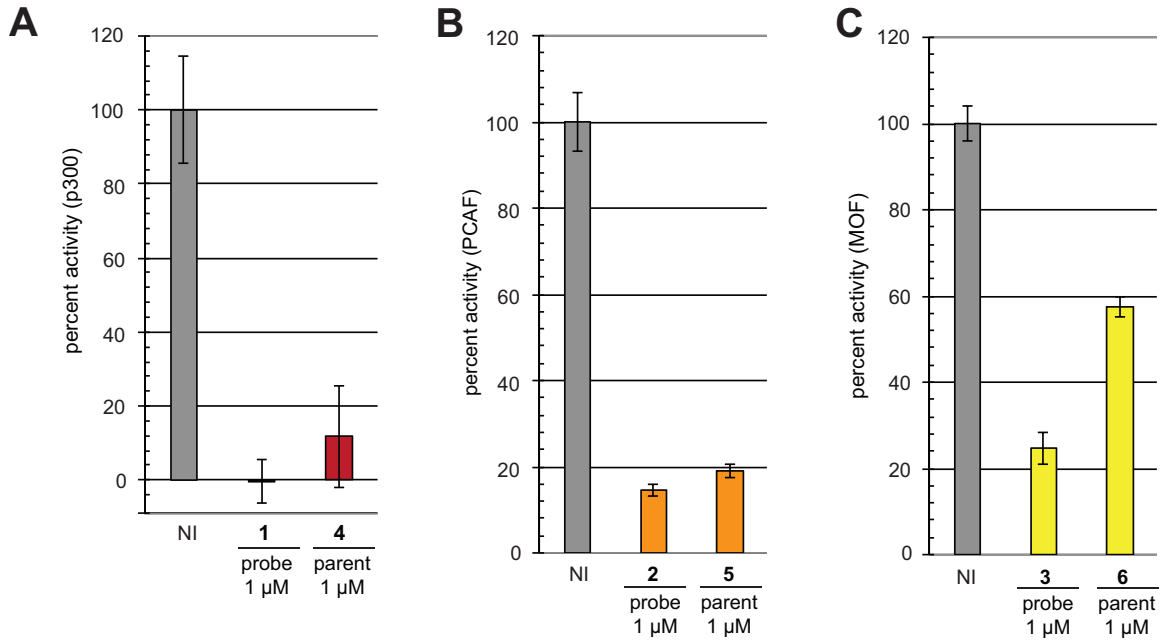 A
120
100
80
60
40
20
0
percent activity (p300)
NI
1
4
probe
parent
1 µM
1 µM
B
120
100
80
60
40
20
0
percent activity (PCAF)
NI
2
5
probe
parent
1 µM
1 µM
C
120
100
80
60
40
20
0
percent activity (MOF)
NI
3
6
probe
parent
1 µM
1 µM